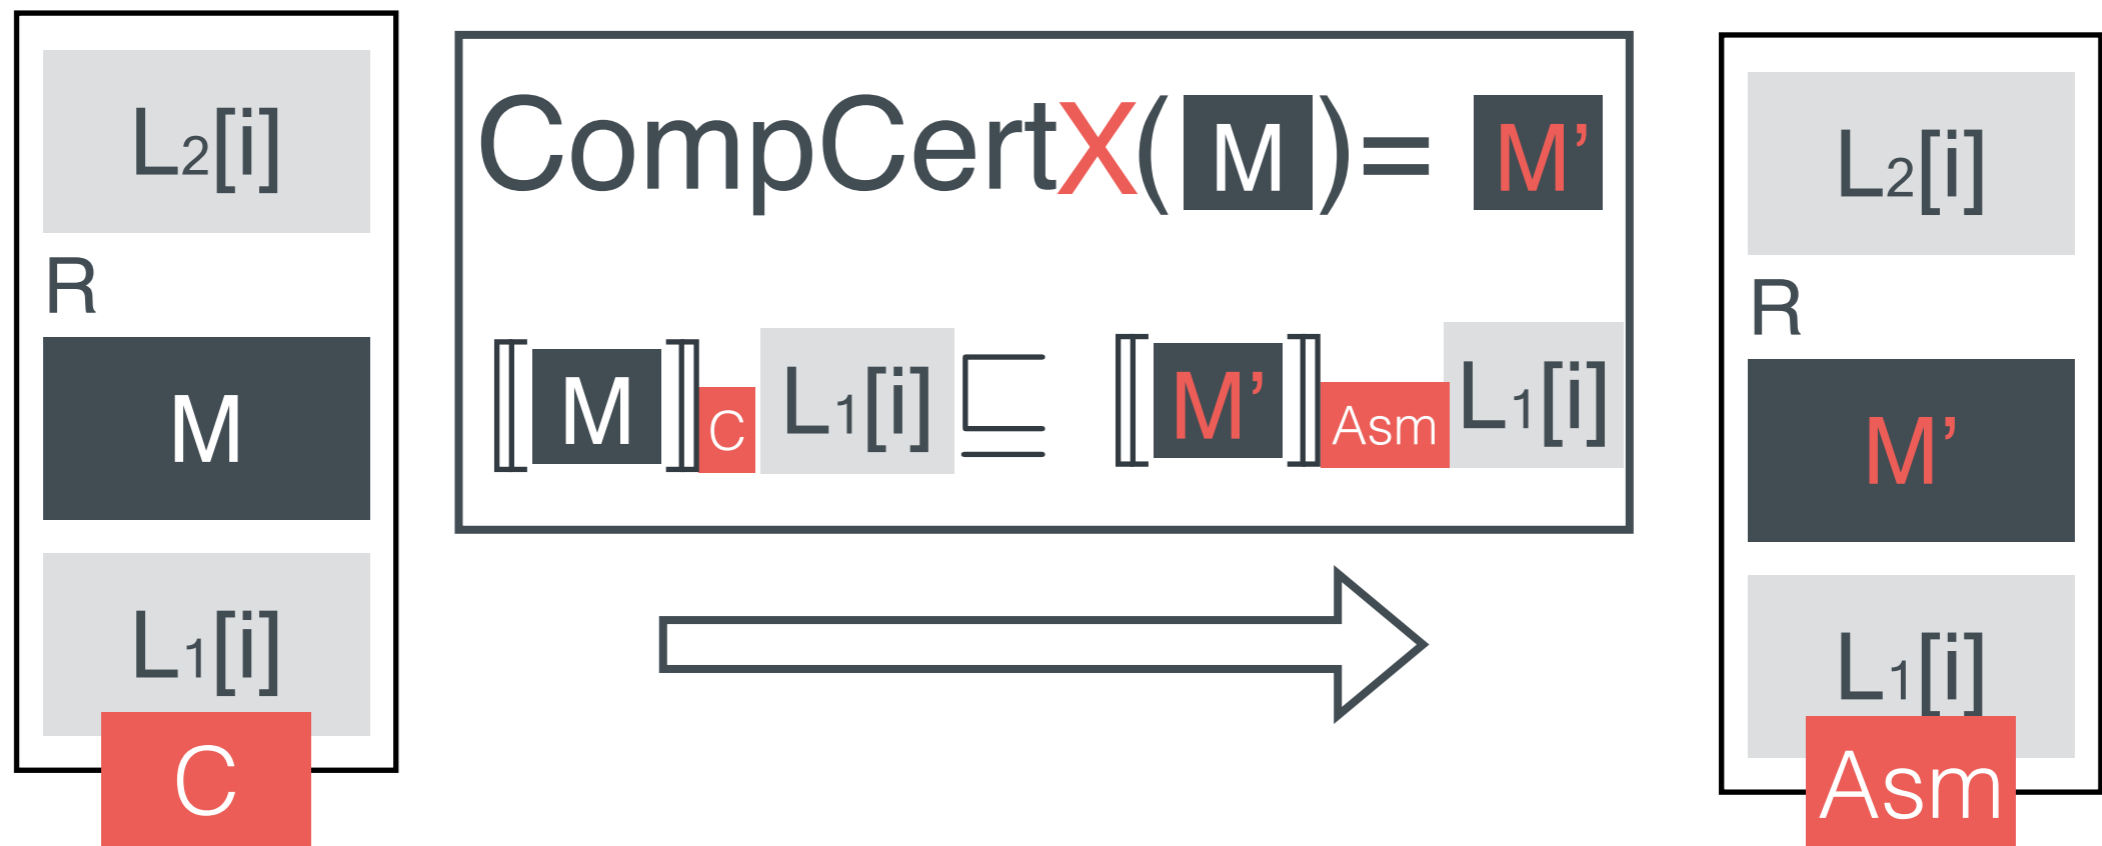 L2[i]
R
M
L1[i]
C
CompCertX(M)= M'
⟦M⟧C L1[i] ⊑ ⟦M'⟧Asm L1[i]
L2[i]
R
M'
L1[i]
Asm